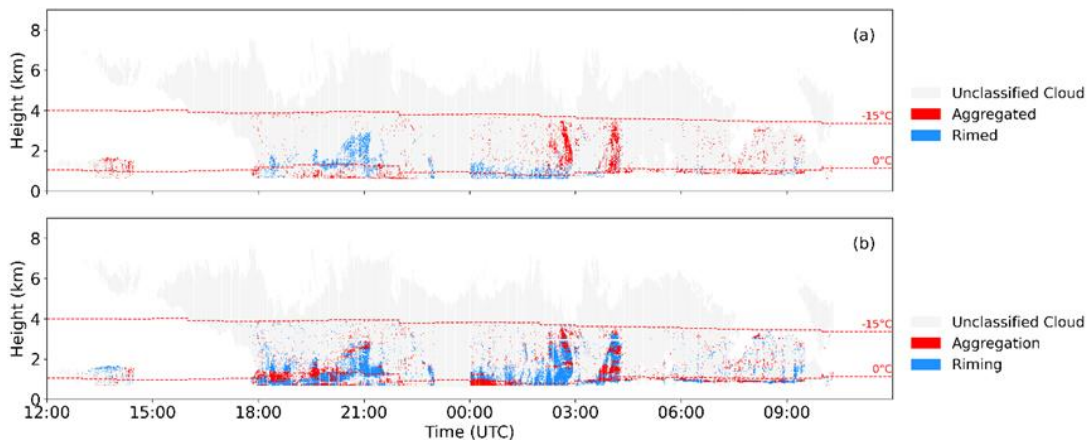 8
6
4
2
0
Height (km)
(a)
-15°C
0°C
Unclassified Cloud
Aggregated
Rimed
8
6
4
2
0
Height (km)
(b)
-15°C
0°C
Unclassified Cloud
Aggregation
Riming
12:00 15:00 18:00 21:00 00:00 03:00 06:00 09:00
Time (UTC)